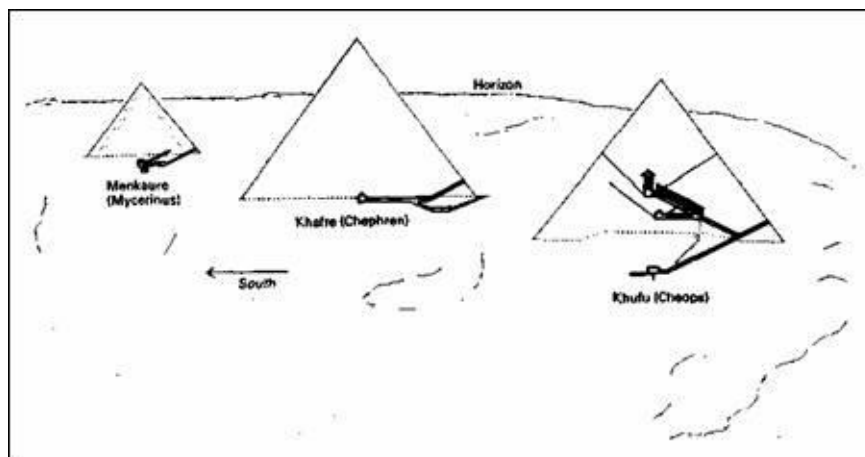 Horizon
Menkaure
(Mycerinus)
Khafre (Chephren)
South
Khufu (Cheops)